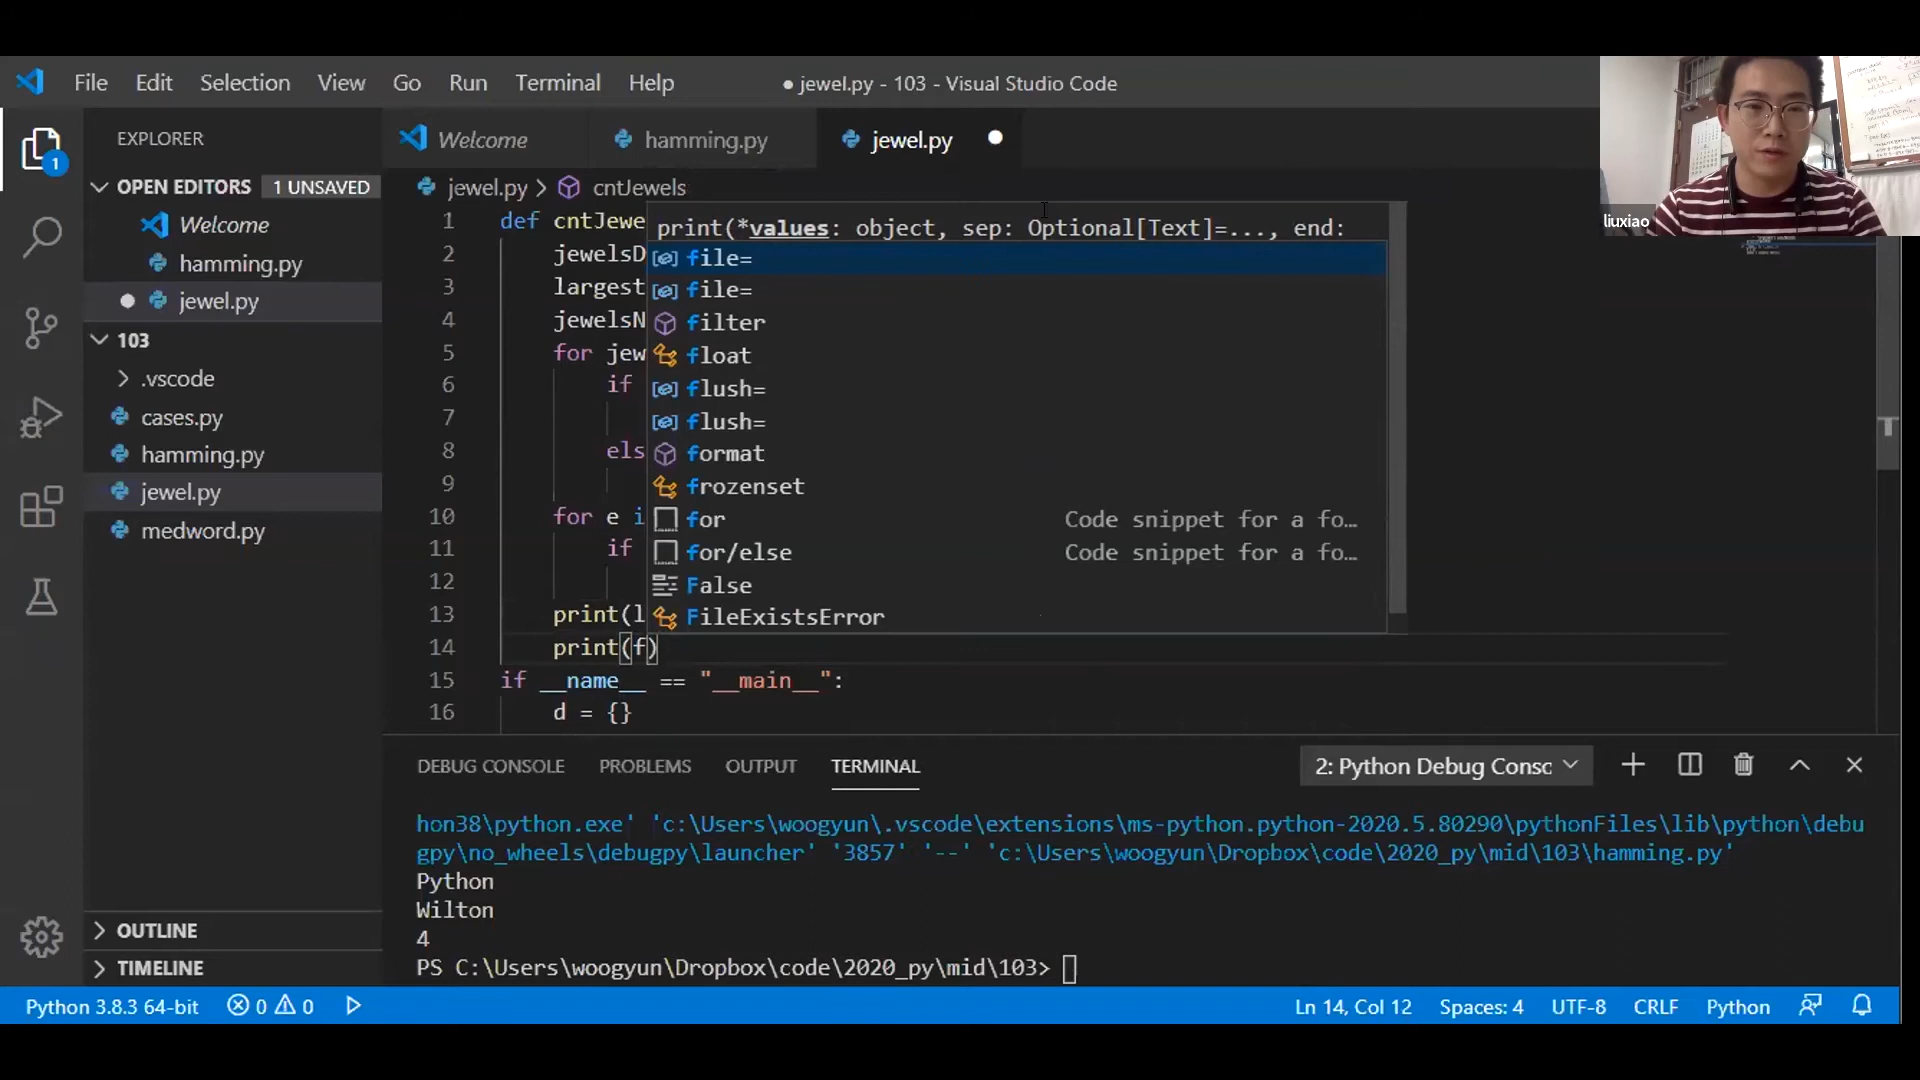 File Edit Selection View Go Run Terminal Help
● jewel.py - 103 - Visual Studio Code
liuxiao
EXPLORER
OPEN EDITORS 1 UNSAVED
Welcome
hamming.py
jewel.py
103
.vscode
cases.py
hamming.py
jewel.py
medword.py
OUTLINE
TIMELINE
Welcome hamming.py jewel.py
jewel.py > cntJewels
1 def cntJewe
2 jewelsD
3 largest
4 jewelsN
5 for jew
6 if
7
8 els
9
10 for e i
11 if
12
13 print(l
14 print(f)
15 if __name__ == "__main__":
16 d = {}
print(*values: object, sep: Optional[Text]=..., end:
file=
file=
filter
float
flush=
flush=
format
frozenset
for Code snippet for a fo…
for/else Code snippet for a fo…
False
FileExistsError
DEBUG CONSOLE PROBLEMS OUTPUT TERMINAL 2: Python Debug Consc
hon38\python.exe' 'c:\Users\woogyun\.vscode\extensions\ms-python.python-2020.5.80290\pythonFiles\lib\python\debu
gpy\no_wheels\debugpy\launcher' '3857' '--' 'c:\Users\woogyun\Dropbox\code\2020_py\mid\103\hamming.py'
Python
Wilton
4
PS C:\Users\woogyun\Dropbox\code\2020_py\mid\103>
Python 3.8.3 64-bit 0 0 Ln 14, Col 12 Spaces: 4 UTF-8 CRLF Python